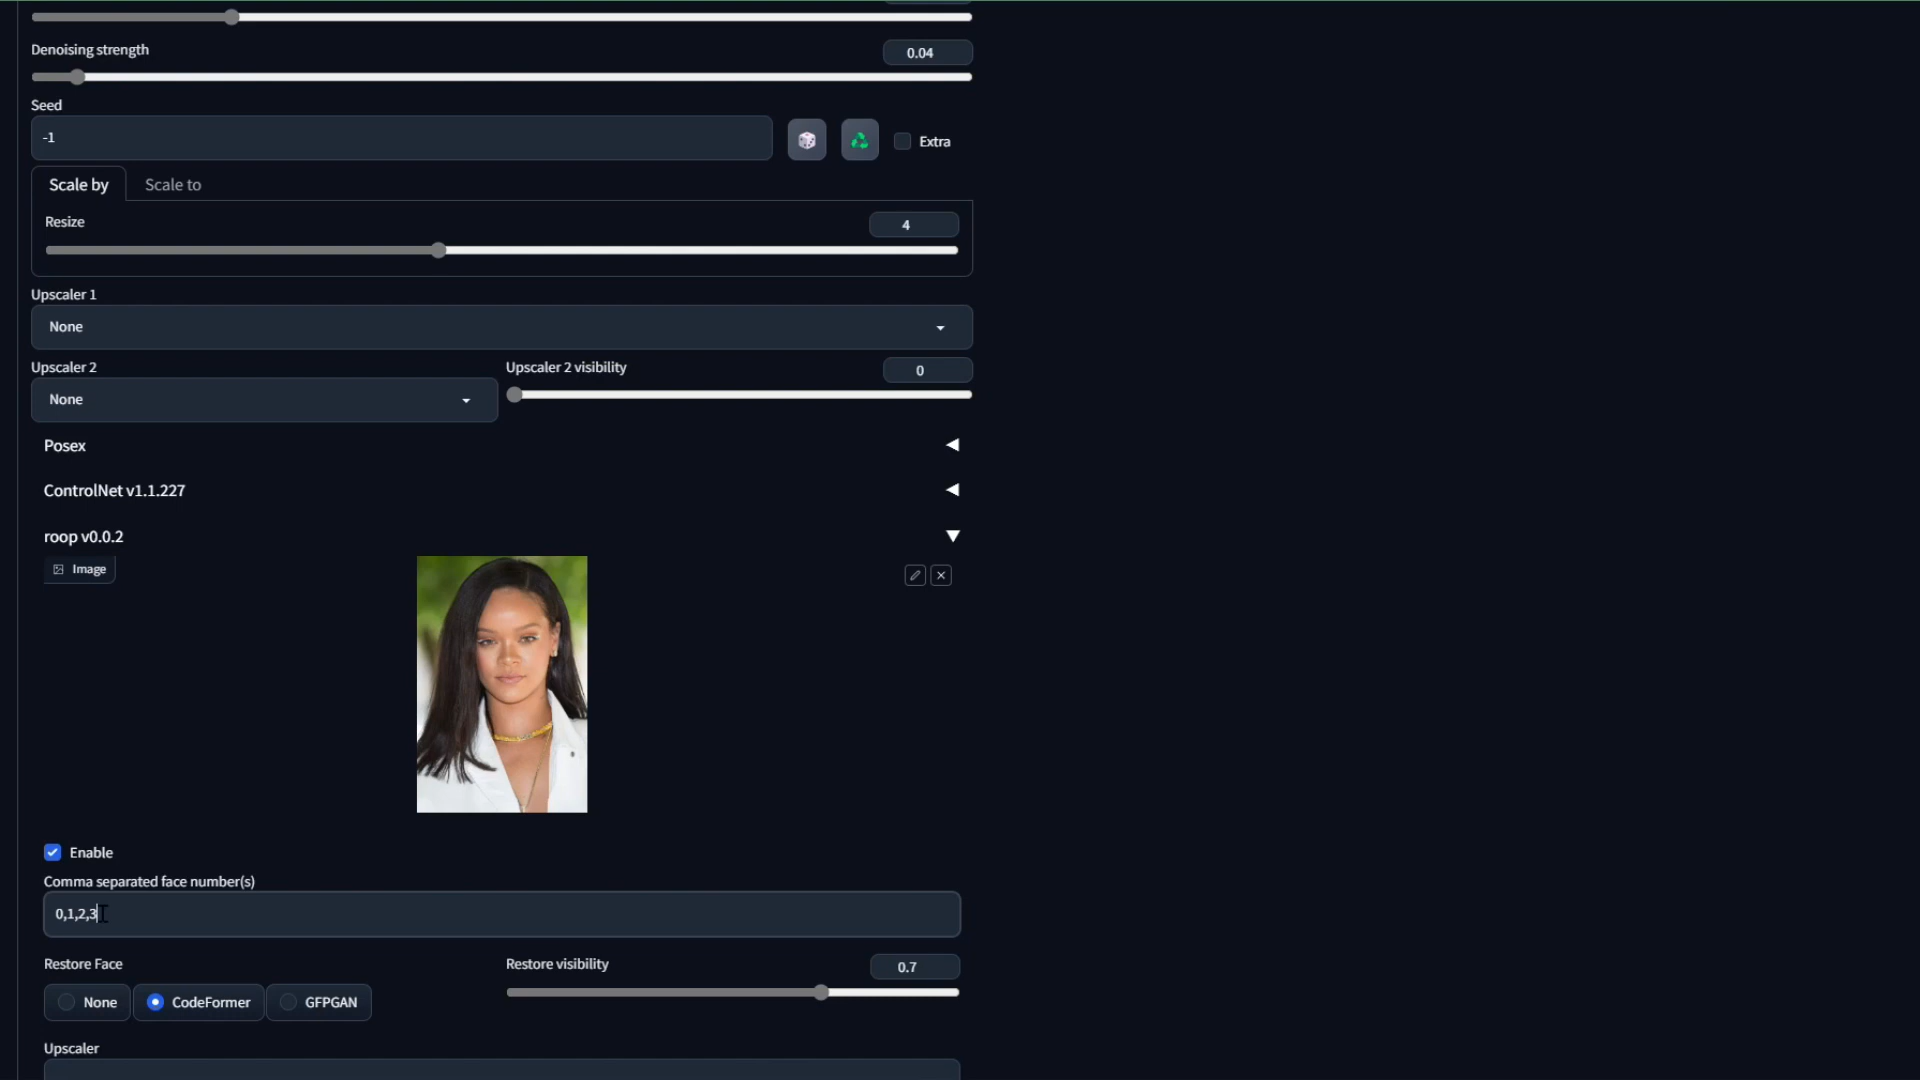 Denoising strength
0.04
Seed
-1
Extra
Scale by Scale to
Resize
4
Upscaler 1
None
Upscaler 2
None
Upscaler 2 visibility
0
Posex
ControlNet v1.1.227
roop v0.0.2
Image
Enable
Comma separated face number(s)
0,1,2,3
Restore Face
None CodeFormer GFPGAN
Restore visibility
0.7
Upscaler